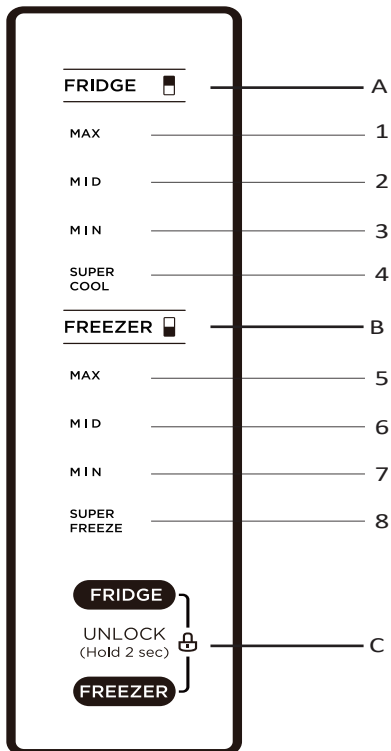 FRIDGE A
MAX 1
MID 2
MIN 3
SUPER
COOL 4
FREEZER B
MAX 5
MID 6
MIN 7
SUPER
FREEZE 8
FRIDGE
UNLOCK
(Hold 2 sec) C
FREEZER